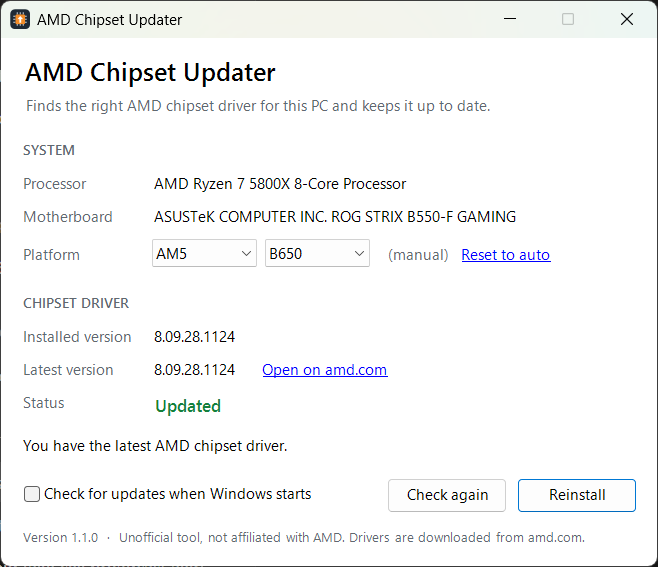 AMD Chipset Updater
AMD Chipset Updater
Finds the right AMD chipset driver for this PC and keeps it up to date.
SYSTEM
Processor AMD Ryzen 7 5800X 8-Core Processor
Motherboard ASUSTeK COMPUTER INC. ROG STRIX B550-F GAMING
Platform AM5 B650 (manual) Reset to auto
CHIPSET DRIVER
Installed version 8.09.28.1124
Latest version 8.09.28.1124 Open on amd.com
Status Updated
You have the latest AMD chipset driver.
Check for updates when Windows starts Check again Reinstall
Version 1.1.0 · Unofficial tool, not affiliated with AMD. Drivers are downloaded from amd.com.